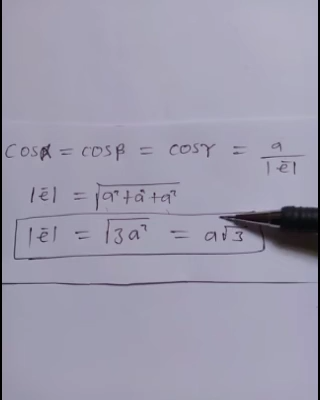 cosα = cosβ = cosγ = a/|ē|
|ē| = √(a²+a²+a²)
|ē| = √(3a²) = a√3